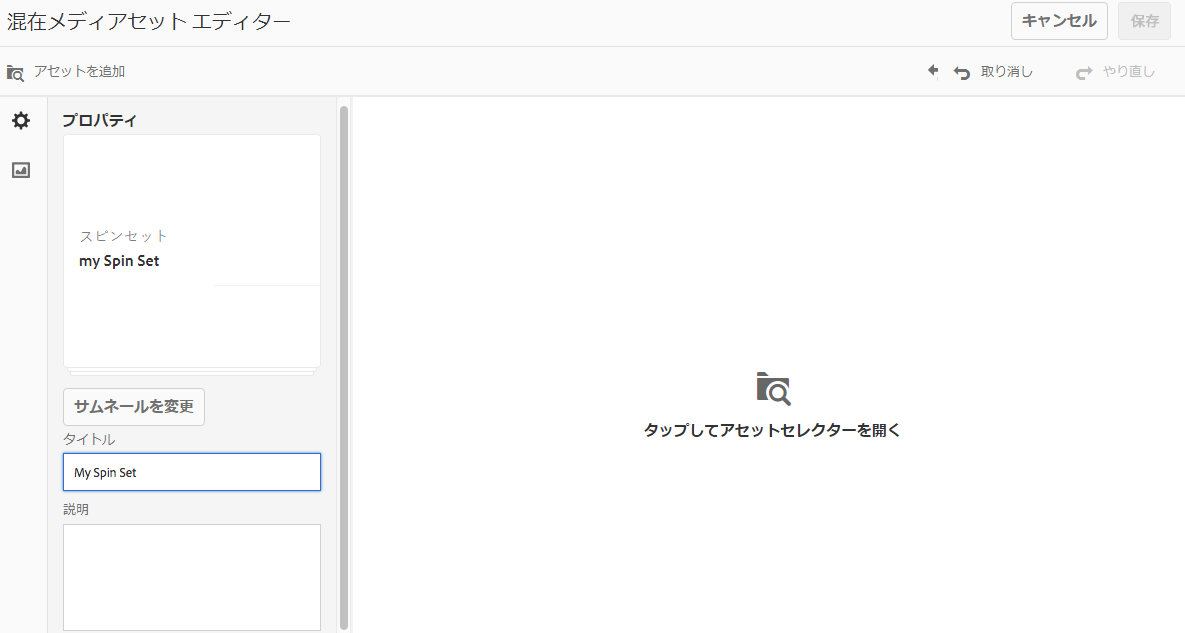 混在メディアセット エディター
キャンセル
保存
アセットを追加
取り消し
やり直し
プロパティ
スピンセット
my Spin Set
サムネールを変更
タイトル
My Spin Set
説明
タップしてアセットセレクターを開く